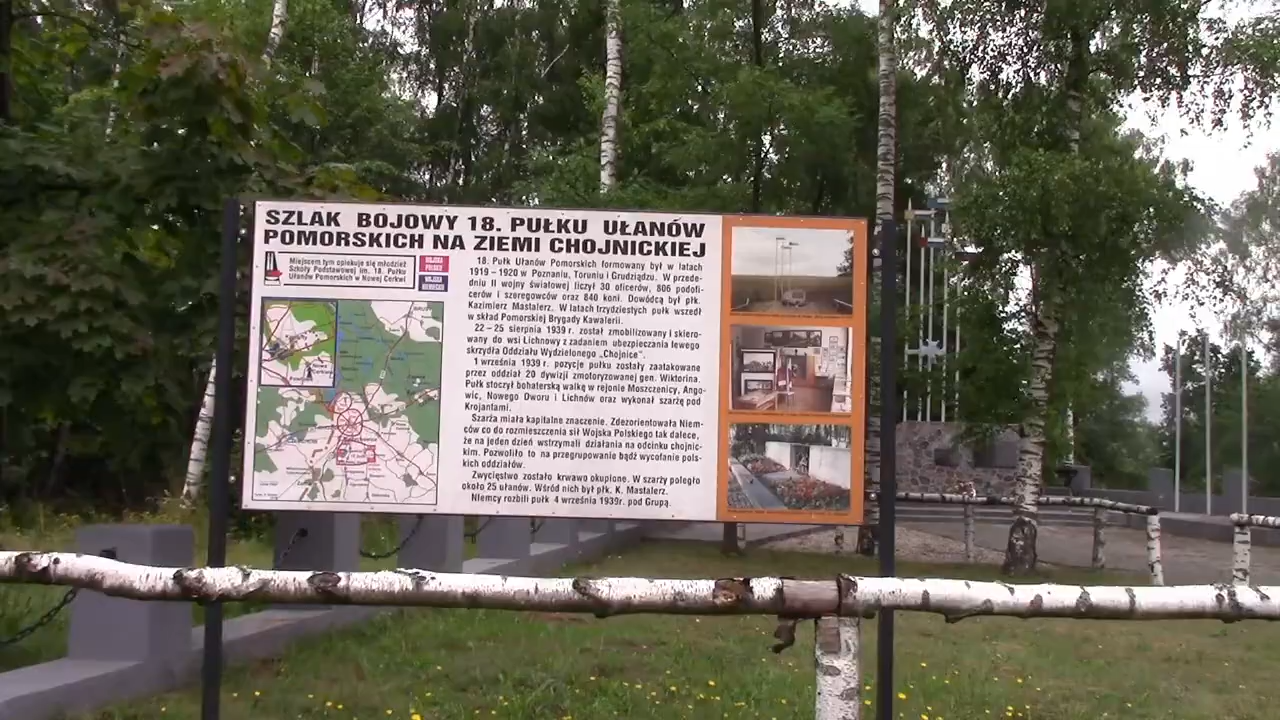 SZLAK BOJOWY 18. PUŁKU UŁANÓW
POMORSKICH NA ZIEMI CHOJNICKIEJ
Miejscem tym opiekuje się młodzież
Szkoły Podstawowej im. 18. Pułku
Ułanów Pomorskich w Nowej Cerkwi
WOJSKA
POLSKIE
WOJSKA
NIEMIECKIE
18. Pułk Ułanów Pomorskich formowany był w latach
1919 – 1920 w Poznaniu, Toruniu i Grudziądzu. W przede-
dniu II wojny światowej liczył 30 oficerów, 806 podofi-
cerów i szeregowców oraz 840 koni. Dowódcą był płk.
Kazimierz Mastalerz. W latach trzydziestych pułk wszedł
w skład Pomorskiej Brygady Kawalerii.
22 – 25 sierpnia 1939 r. został zmobilizowany i skiero-
wany do wsi Lichnowy z zadaniem ubezpieczania lewego
skrzydła Oddziału Wydzielonego „Chojnice".
1 września 1939 r. pozycje pułku zostały zaatakowane
przez oddział 20 dywizji zmotoryzowanej gen. Wiktorina.
Pułk stoczył bohaterską walkę w rejonie Moszczenicy, Ango-
wic, Nowego Dworu i Lichnów oraz wykonał szarżę pod
Krojantami.
Szarża miała kapitalne znaczenie. Zdezorientowała Niem-
ców co do rozmieszczenia sił Wojska Polskiego tak dalece,
że na jeden dzień wstrzymali działania na odcinku chojnic-
kim. Pozwoliło to na przegrupowanie bądź wycofanie pols-
kich oddziałów.
Zwycięstwo zostało krwawo okupione. W szarży poległo
około 25 ułanów. Wśród nich był płk. K. Mastalerz.
Niemcy rozbili pułk 4 września 1939r. pod Grupą.